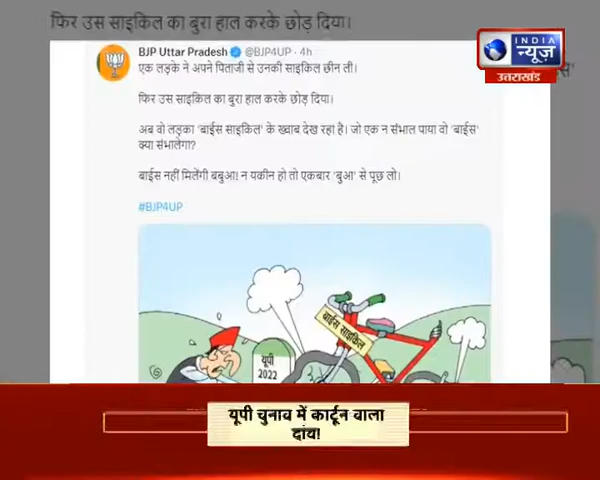 फिर उस साइकिल का बुरा हाल करके छोड़ दिया।
INDIA
न्यूज़
उत्तराखंड
BJP Uttar Pradesh @BJP4UP · 4h
एक लड़के ने अपने पिताजी से उनकी साइकिल छीन ली।
फिर उस साइकिल का बुरा हाल करके छोड़ दिया।
अब वो लड़का 'बाईस साइकिल' के ख्वाब देख रहा है। जो एक न संभाल पाया वो 'बाईस'
क्या संभालेगा?
बाईस नहीं मिलेंगी बबुआ! न यकीन हो तो एकबार 'बुआ' से पूछ लो।
#BJP4UP
बाईस साइकिल
यूपी
2022
यूपी चुनाव में कार्टून वाला
दांव!